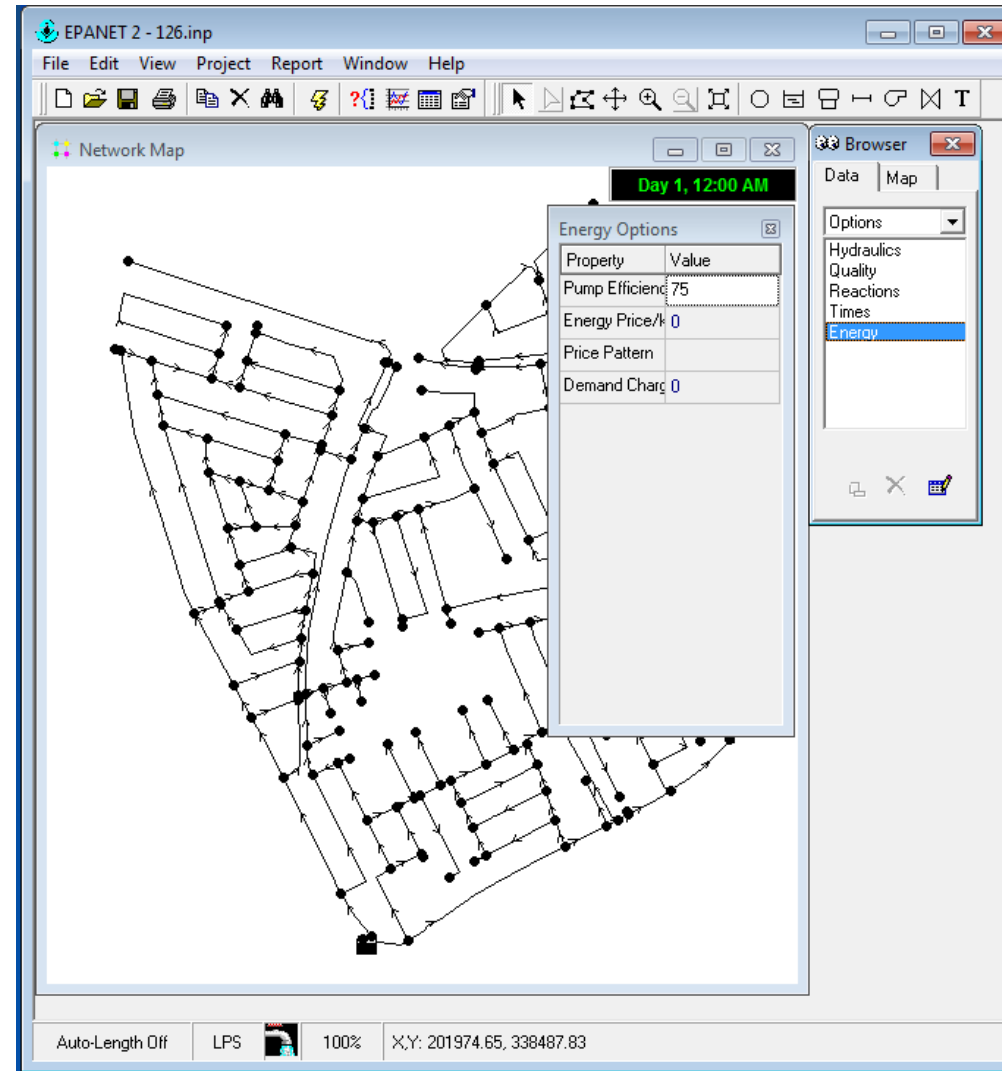 EPANET 2 - 126.inp
File Edit View Project Report Window Help
T
Network Map
Day 1, 12:00 AM
Energy Options
Property Value
Pump Efficienc 75
Energy Price/k 0
Price Pattern
Demand Charg 0
Browser
Data Map
Options
Hydraulics
Quality
Reactions
Times
Energy
Auto-Length Off LPS 100% X,Y: 201974.65, 338487.83